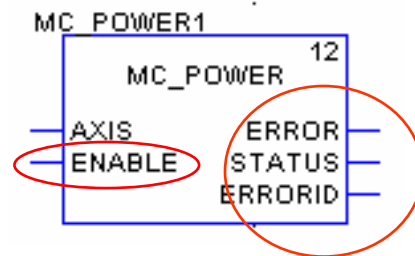 MC_POWER1
12
MC_POWER
AXIS ERROR
ENABLE STATUS
ERRORID